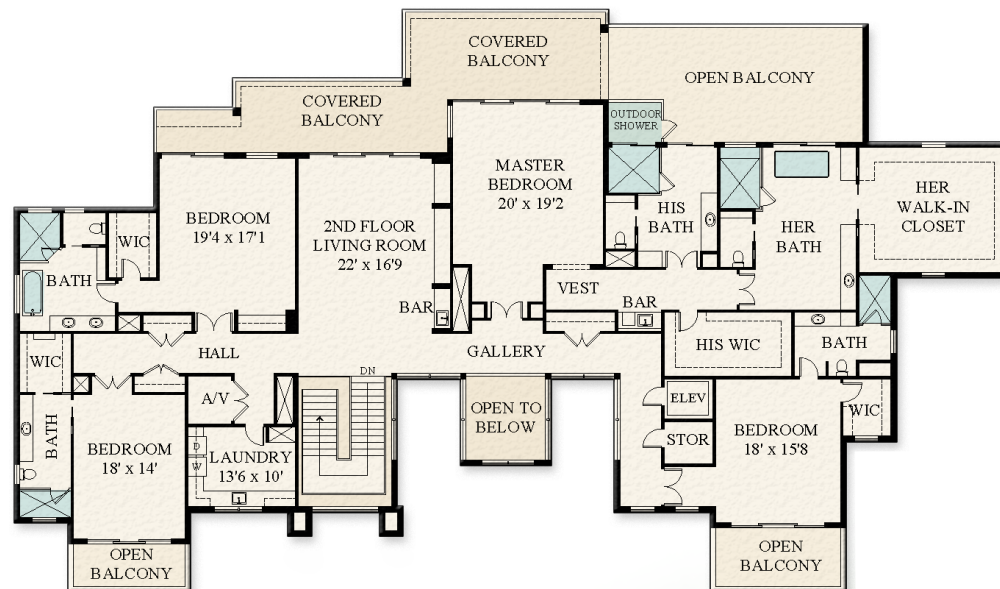 COVERED
BALCONY
OPEN BALCONY
COVERED
BALCONY
OUTDOOR
SHOWER
MASTER
BEDROOM
20' x 19'2
HIS
BATH
HER
BATH
HER
WALK-IN
CLOSET
WIC
BEDROOM
19'4 x 17'1
2ND FLOOR
LIVING ROOM
22' x 16'9
BATH
VEST
BAR
BAR
WIC
HALL
GALLERY
HIS WIC
BATH
DN
A/V
OPEN TO
BELOW
ELEV
STOR
WIC
BATH
BEDROOM
18' x 14'
D
W
LAUNDRY
13'6 x 10'
BEDROOM
18' x 15'8
OPEN
BALCONY
OPEN
BALCONY